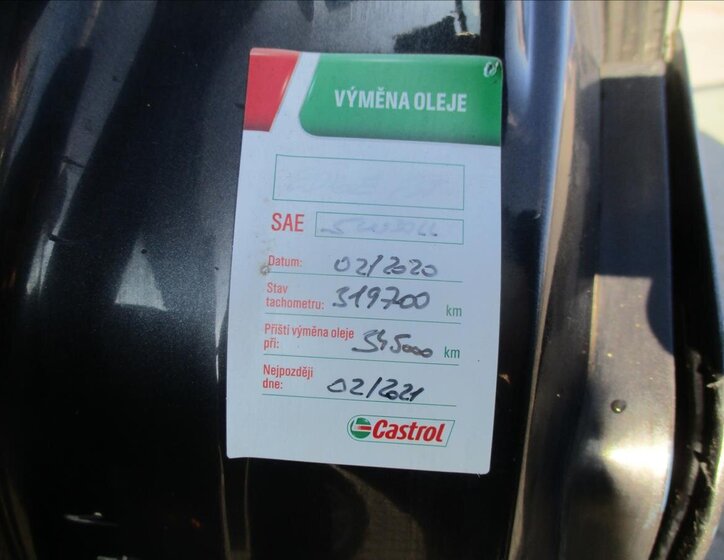 VÝMĚNA OLEJE
SAE
Datum: 02/2020
Stav
tachometru: 319700 km
Příští výměna oleje
při: 345000 km
Nejpozději
dne: 02/2021
Castrol